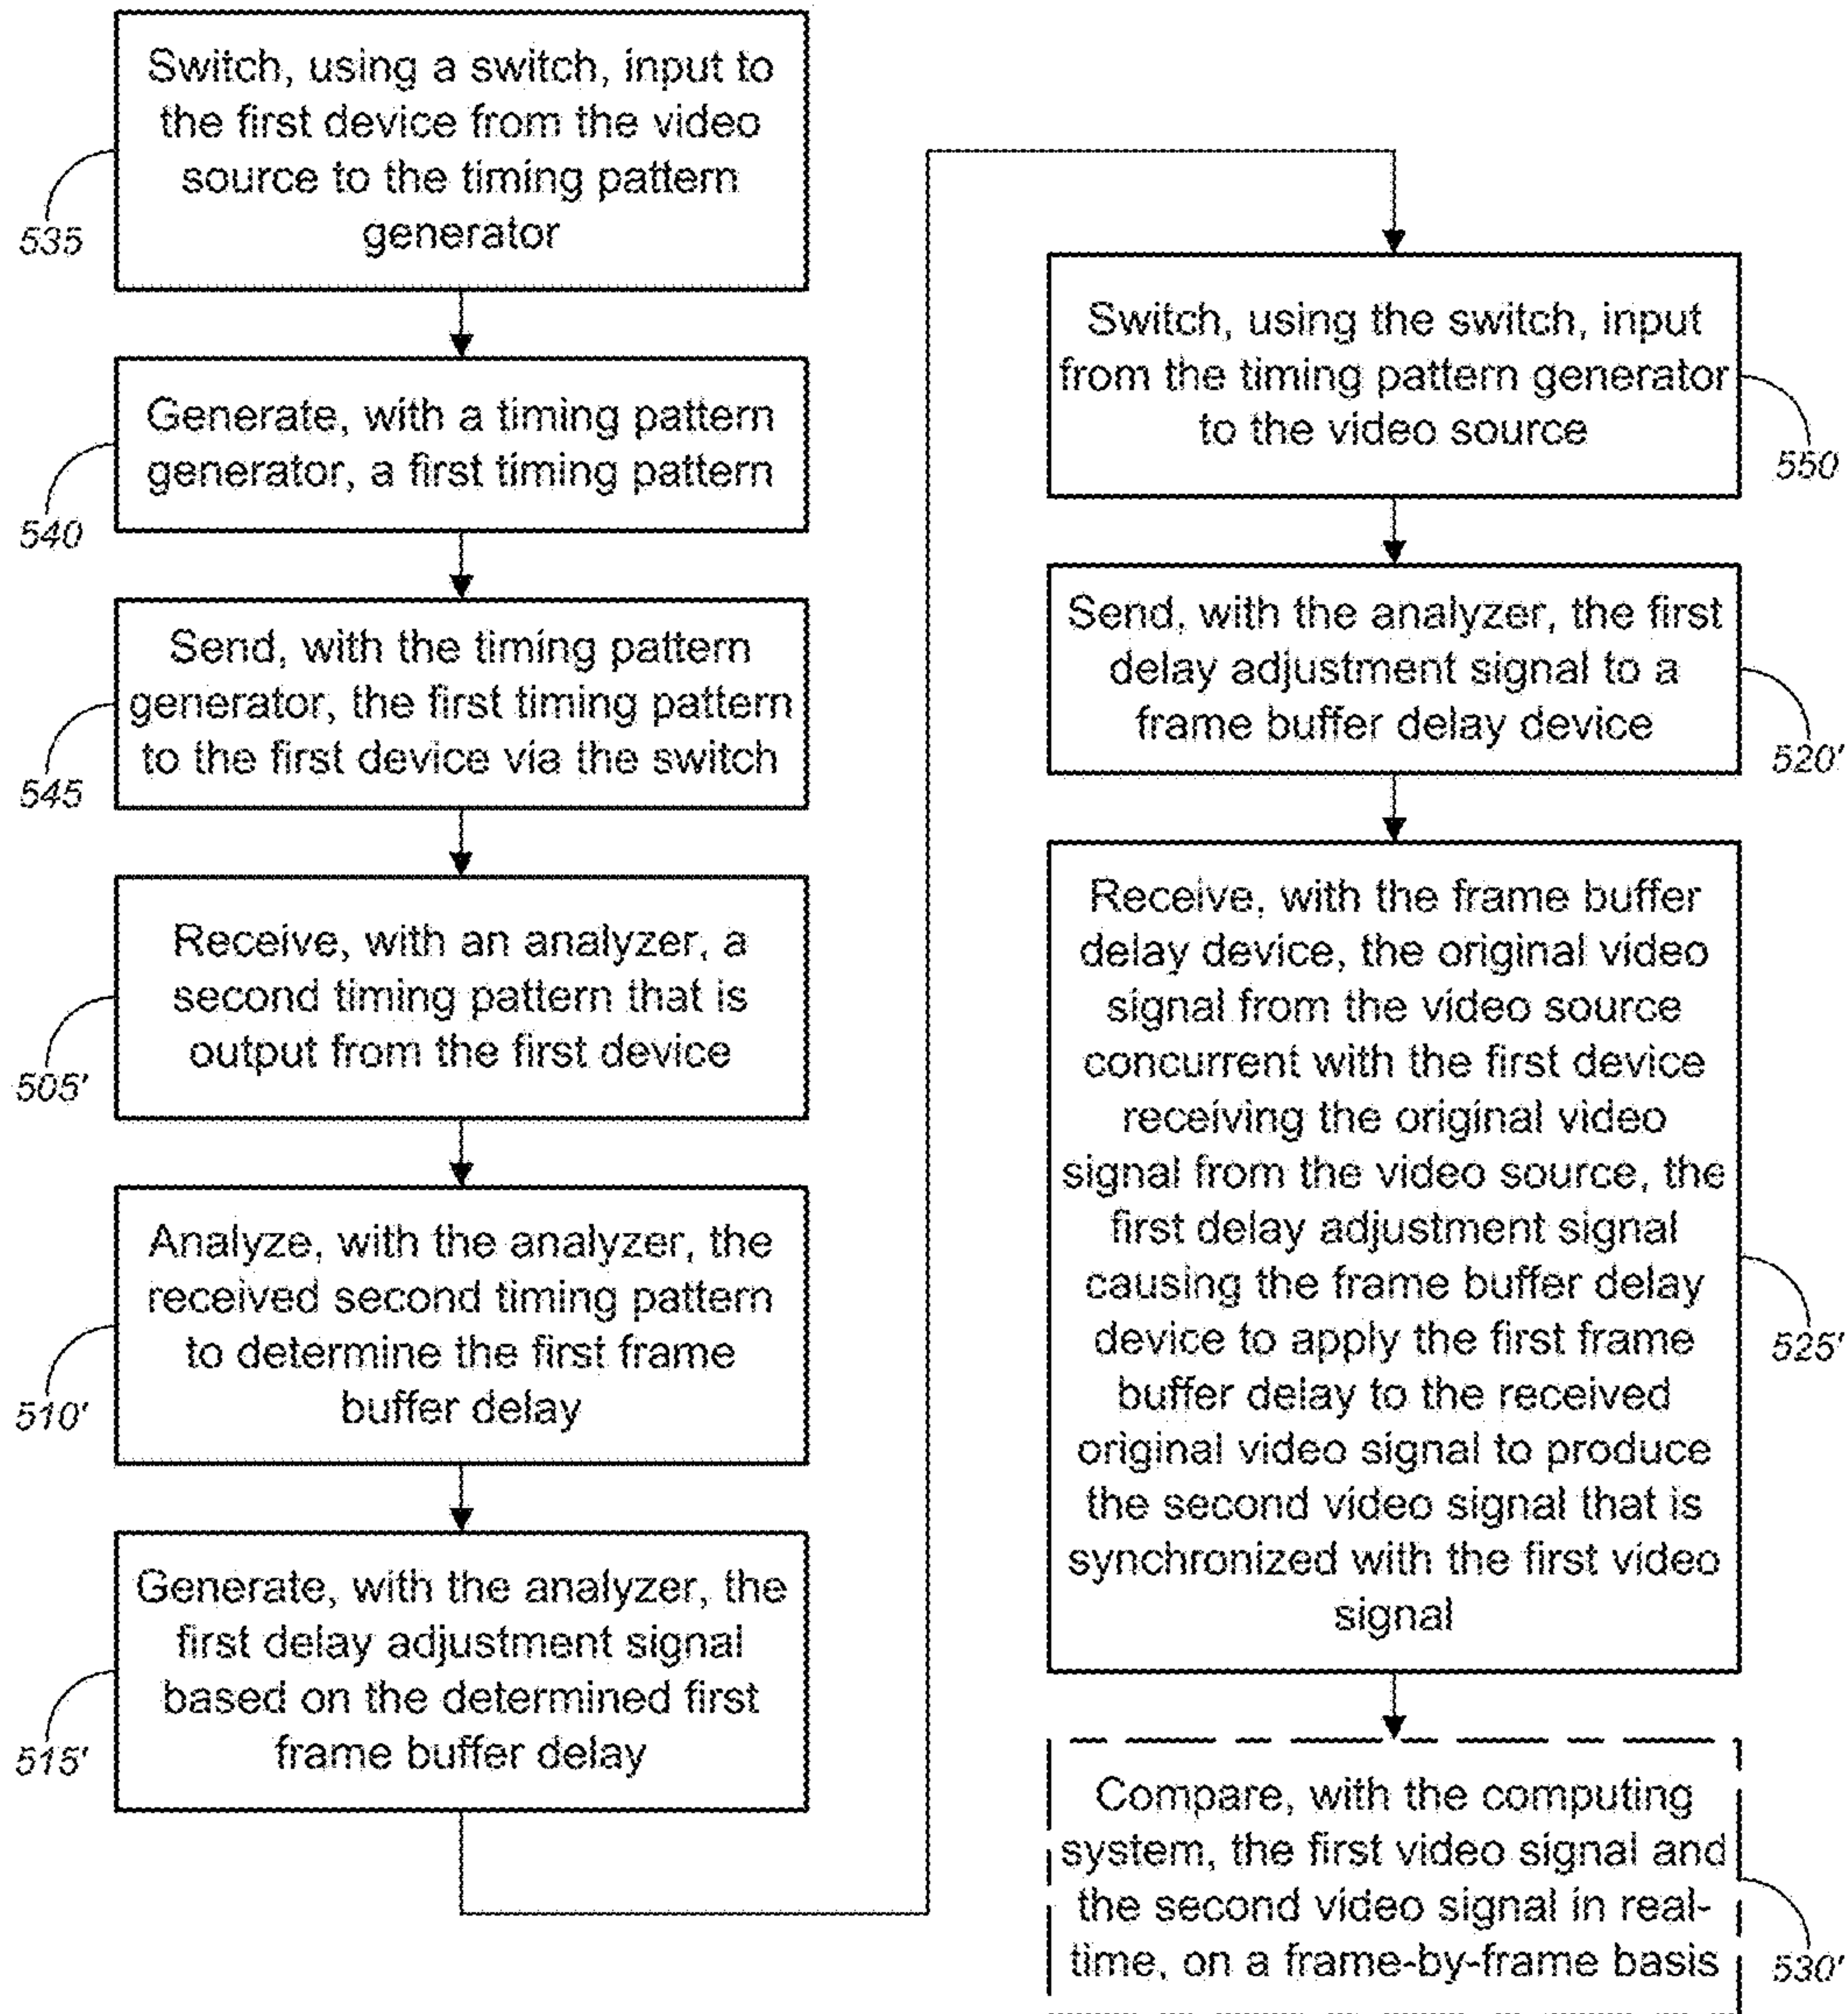 Switch, using a switch, input to
the first device from the video
source to the timing pattern
generator
535
Generate, with a timing pattern
generator, a first timing pattern
540
Send, with the timing pattern
generator, the first timing pattern
to the first device via the switch
545
Receive, with an analyzer, a
second timing pattern that is
output from the first device
505'
Analyze, with the analyzer, the
received second timing pattern
to determine the first frame
buffer delay
510'
Generate, with the analyzer, the
first delay adjustment signal
based on the determined first
frame buffer delay
515'
Switch, using the switch, input
from the timing pattern generator
to the video source
550
Send, with the analyzer, the first
delay adjustment signal to a
frame buffer delay device
520'
Receive, with the frame buffer
delay device, the original video
signal from the video source
concurrent with the first device
receiving the original video
signal from the video source, the
first delay adjustment signal
causing the frame buffer delay
device to apply the first frame
buffer delay to the received
original video signal to produce
the second video signal that is
synchronized with the first video
signal
525'
Compare, with the computing
system, the first video signal and
the second video signal in real-
time, on a frame-by-frame basis
530'